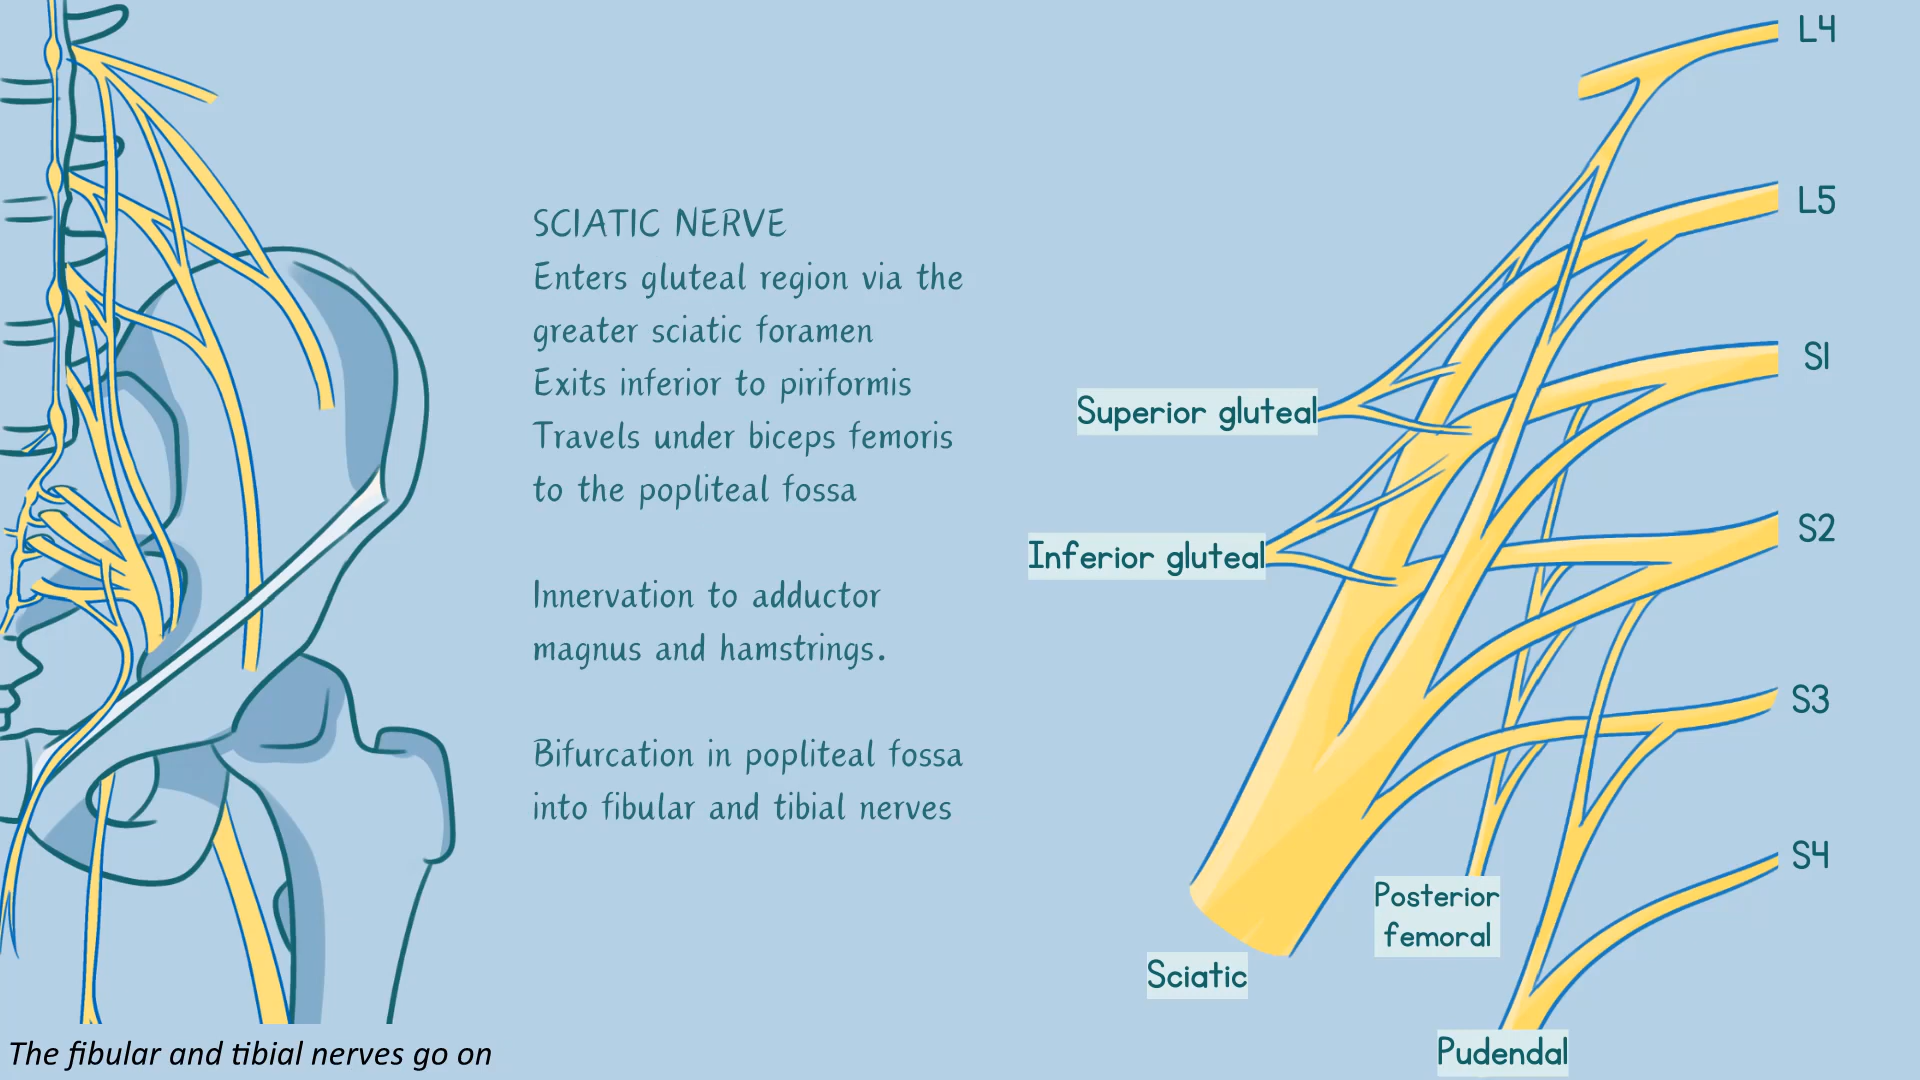 SCIATIC NERVE
Enters gluteal region via the
greater sciatic foramen
Exits inferior to piriformis
Travels under biceps femoris
to the popliteal fossa
Innervation to adductor
magnus and hamstrings.
Bifurcation in popliteal fossa
into fibular and tibial nerves
L4
L5
S1
Superior gluteal
S2
Inferior gluteal
S3
S4
Posterior
femoral
Sciatic
Pudendal
The fibular and tibial nerves go on